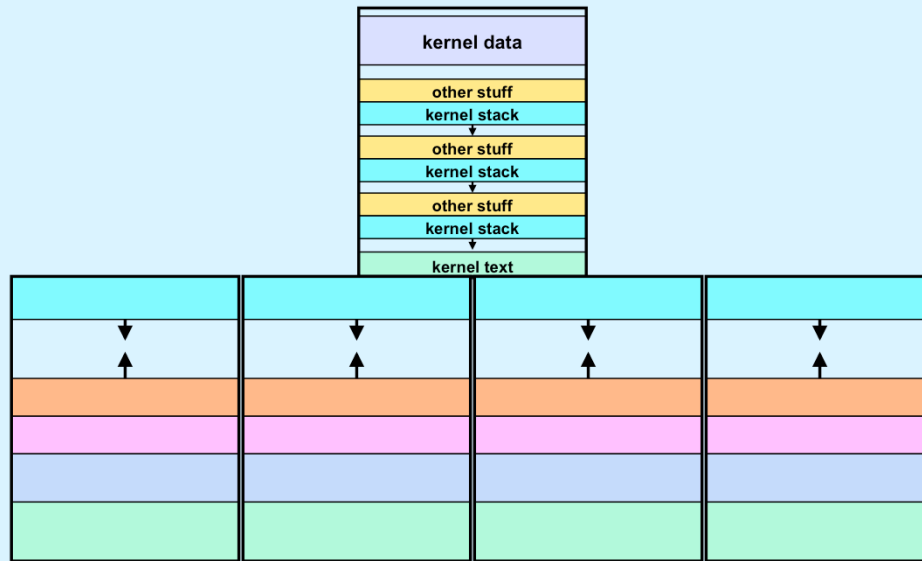 kernel data
other stuff
kernel stack
other stuff
kernel stack
other stuff
kernel stack
kernel text